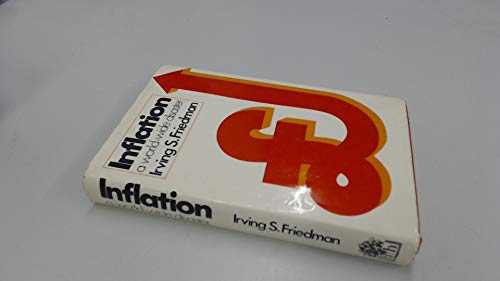 Inflation
a world-wide disaster
Irving S. Friedman
Inflation
Irving S. Friedman